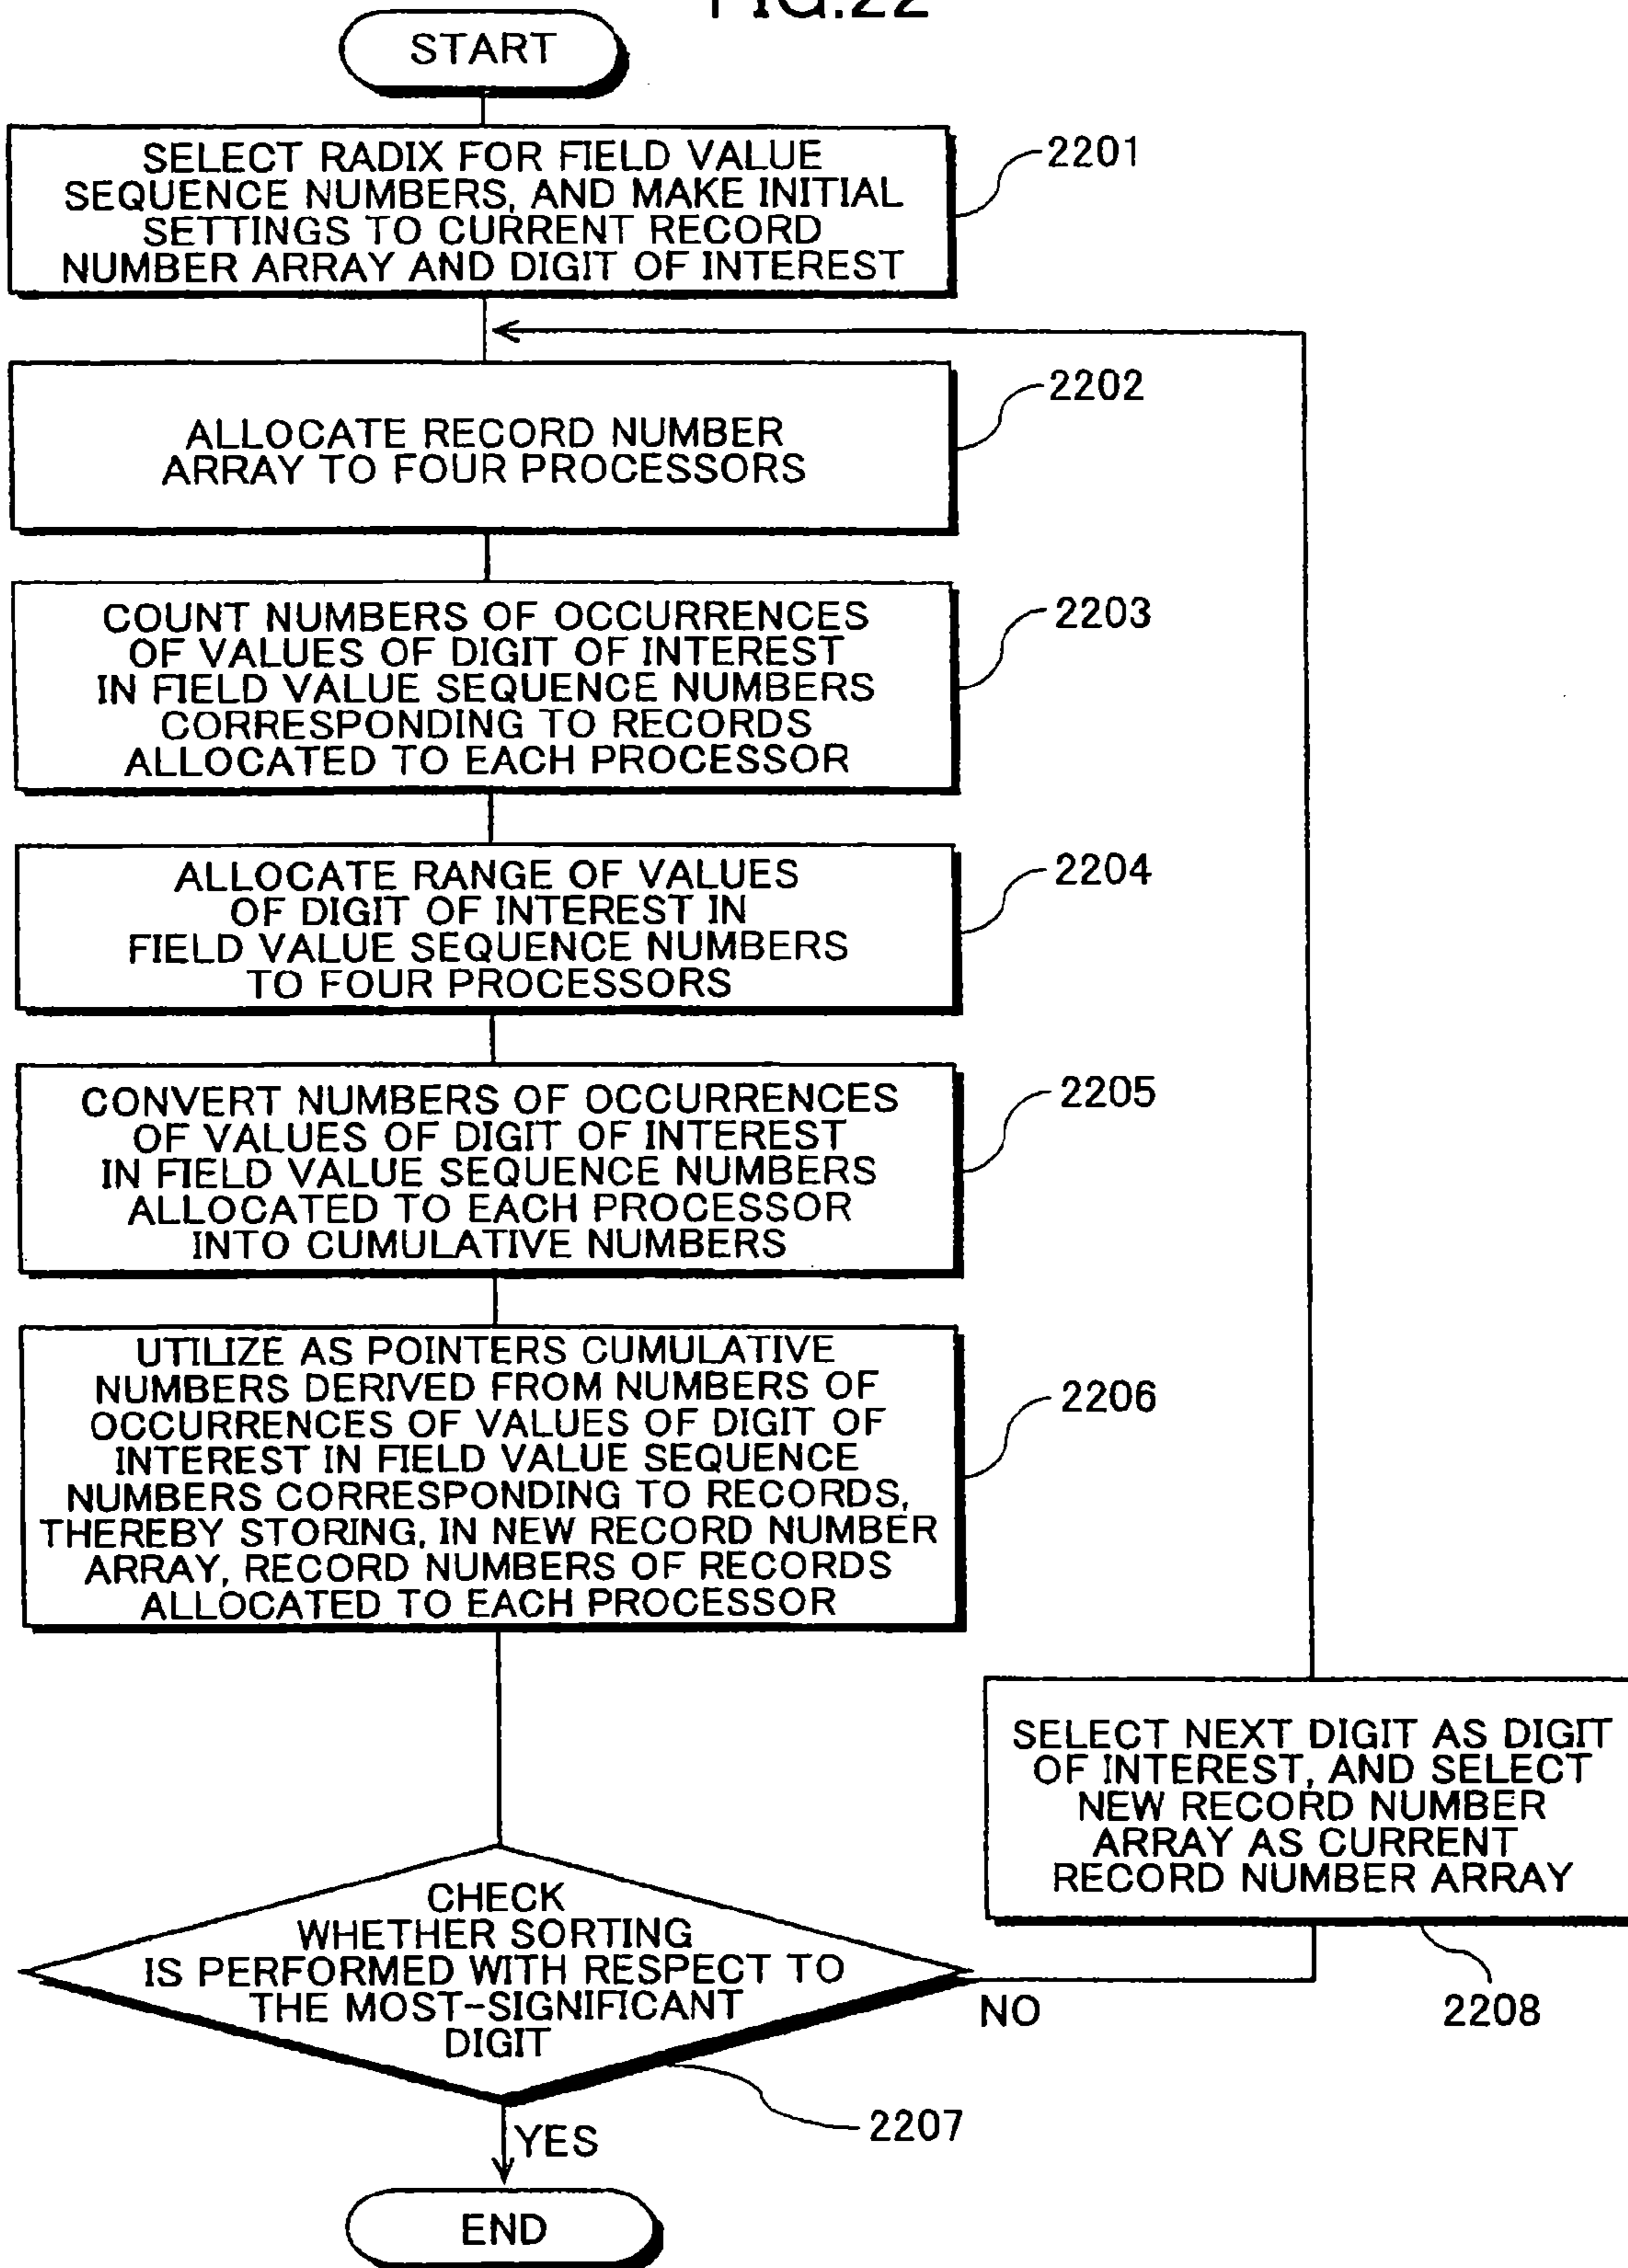 FIG.22
START
SELECT RADIX FOR FIELD VALUE
SEQUENCE NUMBERS, AND MAKE INITIAL
SETTINGS TO CURRENT RECORD
NUMBER ARRAY AND DIGIT OF INTEREST
2201
ALLOCATE RECORD NUMBER
ARRAY TO FOUR PROCESSORS
2202
COUNT NUMBERS OF OCCURRENCES
OF VALUES OF DIGIT OF INTEREST
IN FIELD VALUE SEQUENCE NUMBERS
CORRESPONDING TO RECORDS
ALLOCATED TO EACH PROCESSOR
2203
ALLOCATE RANGE OF VALUES
OF DIGIT OF INTEREST IN
FIELD VALUE SEQUENCE NUMBERS
TO FOUR PROCESSORS
2204
CONVERT NUMBERS OF OCCURRENCES
OF VALUES OF DIGIT OF INTEREST
IN FIELD VALUE SEQUENCE NUMBERS
ALLOCATED TO EACH PROCESSOR
INTO CUMULATIVE NUMBERS
2205
UTILIZE AS POINTERS CUMULATIVE
NUMBERS DERIVED FROM NUMBERS OF
OCCURRENCES OF VALUES OF DIGIT OF
INTEREST IN FIELD VALUE SEQUENCE
NUMBERS CORRESPONDING TO RECORDS,
THEREBY STORING, IN NEW RECORD NUMBER
ARRAY, RECORD NUMBERS OF RECORDS
ALLOCATED TO EACH PROCESSOR
2206
SELECT NEXT DIGIT AS DIGIT
OF INTEREST, AND SELECT
NEW RECORD NUMBER
ARRAY AS CURRENT
RECORD NUMBER ARRAY
2208
CHECK
WHETHER SORTING
IS PERFORMED WITH RESPECT TO
THE MOST-SIGNIFICANT
DIGIT
NO
2207
YES
END